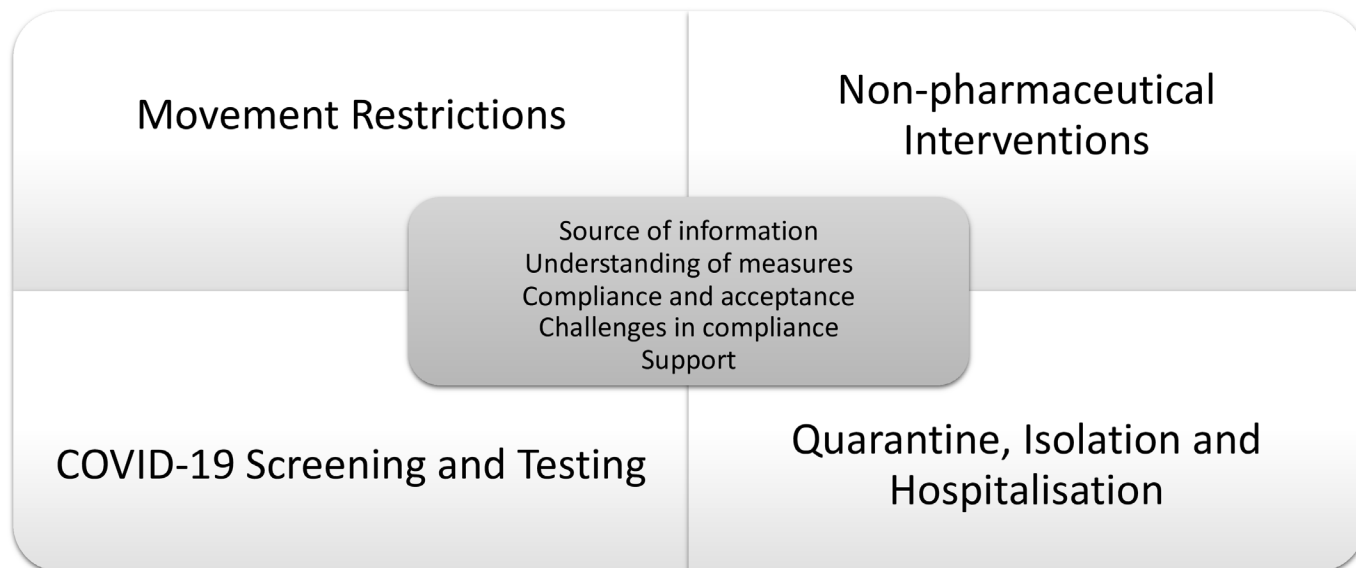 Movement Restrictions
Non-pharmaceutical
Interventions
Source of information
Understanding of measures
Compliance and acceptance
Challenges in compliance
Support
COVID-19 Screening and Testing
Quarantine, Isolation and
Hospitalisation